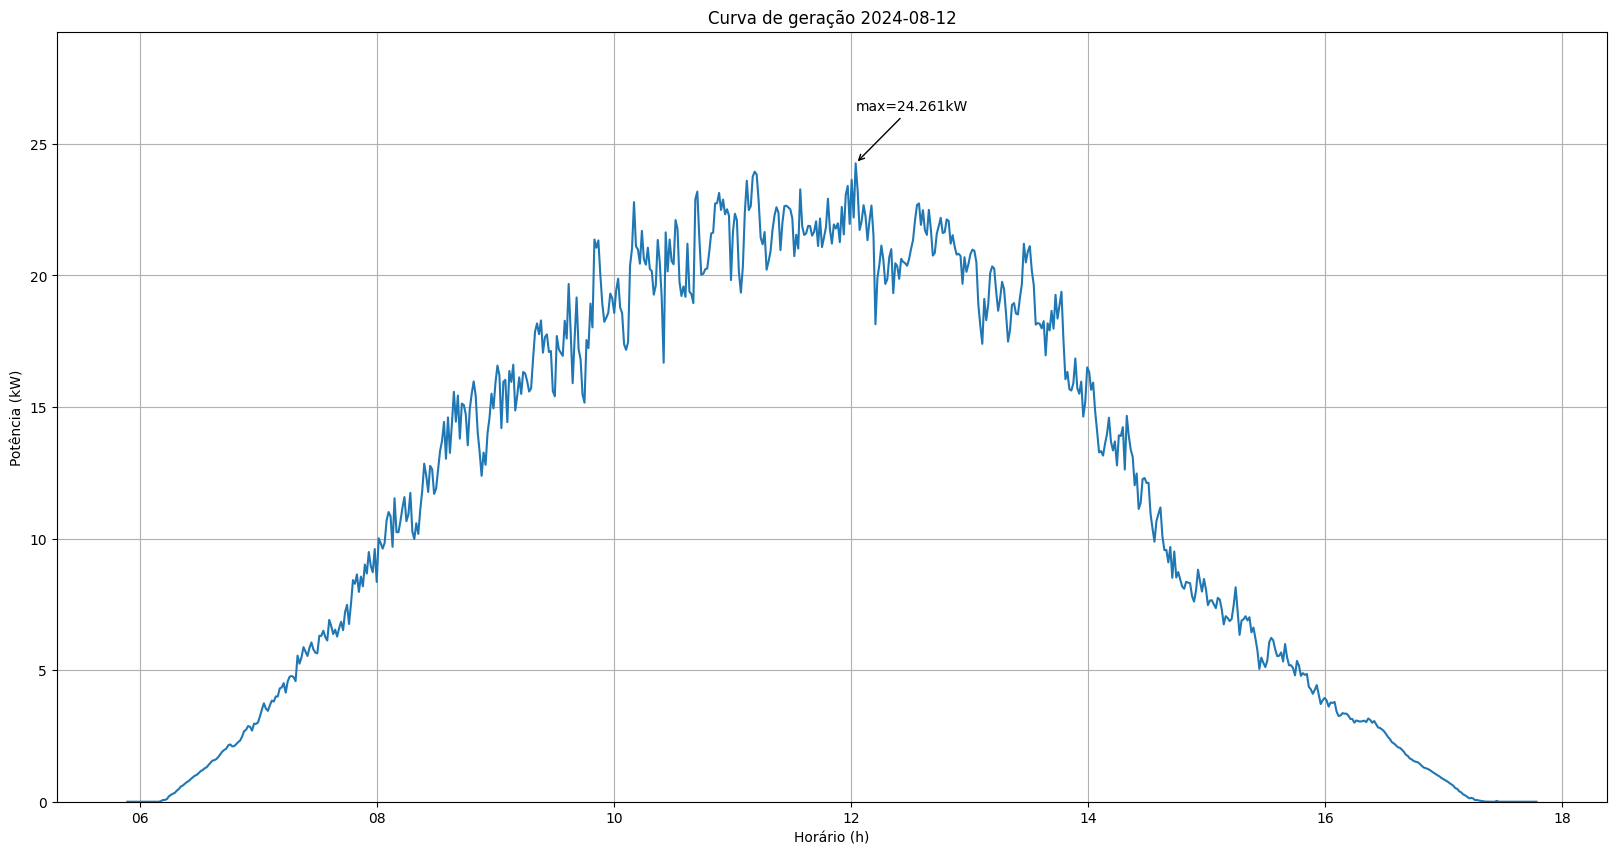 Curva de geração 2024-08-12
max=24.261kW
25
20
15
10
5
0
Potência (kW)
06 08 10 12 14 16 18
Horário (h)